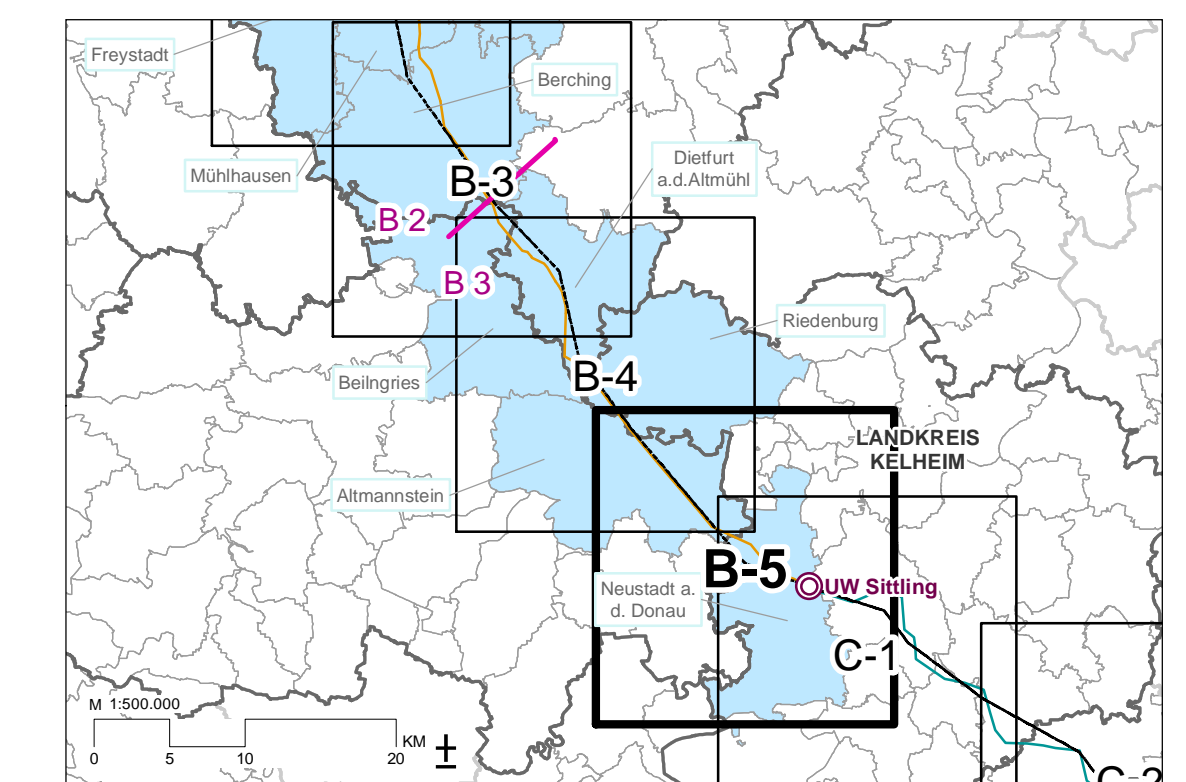 Freystadt
Berching
Mühlhausen
Dietfurt
a.d.Altmühl
B-3
B 2
B 3
Riedenburg
Beilngries
B-4
LANDKREIS
KELHEIM
Altmannstein
B-5
Neustadt a.
d. Donau
UW Sittling
C-1
M 1:500.000
KM
0 5 10 20
C-2